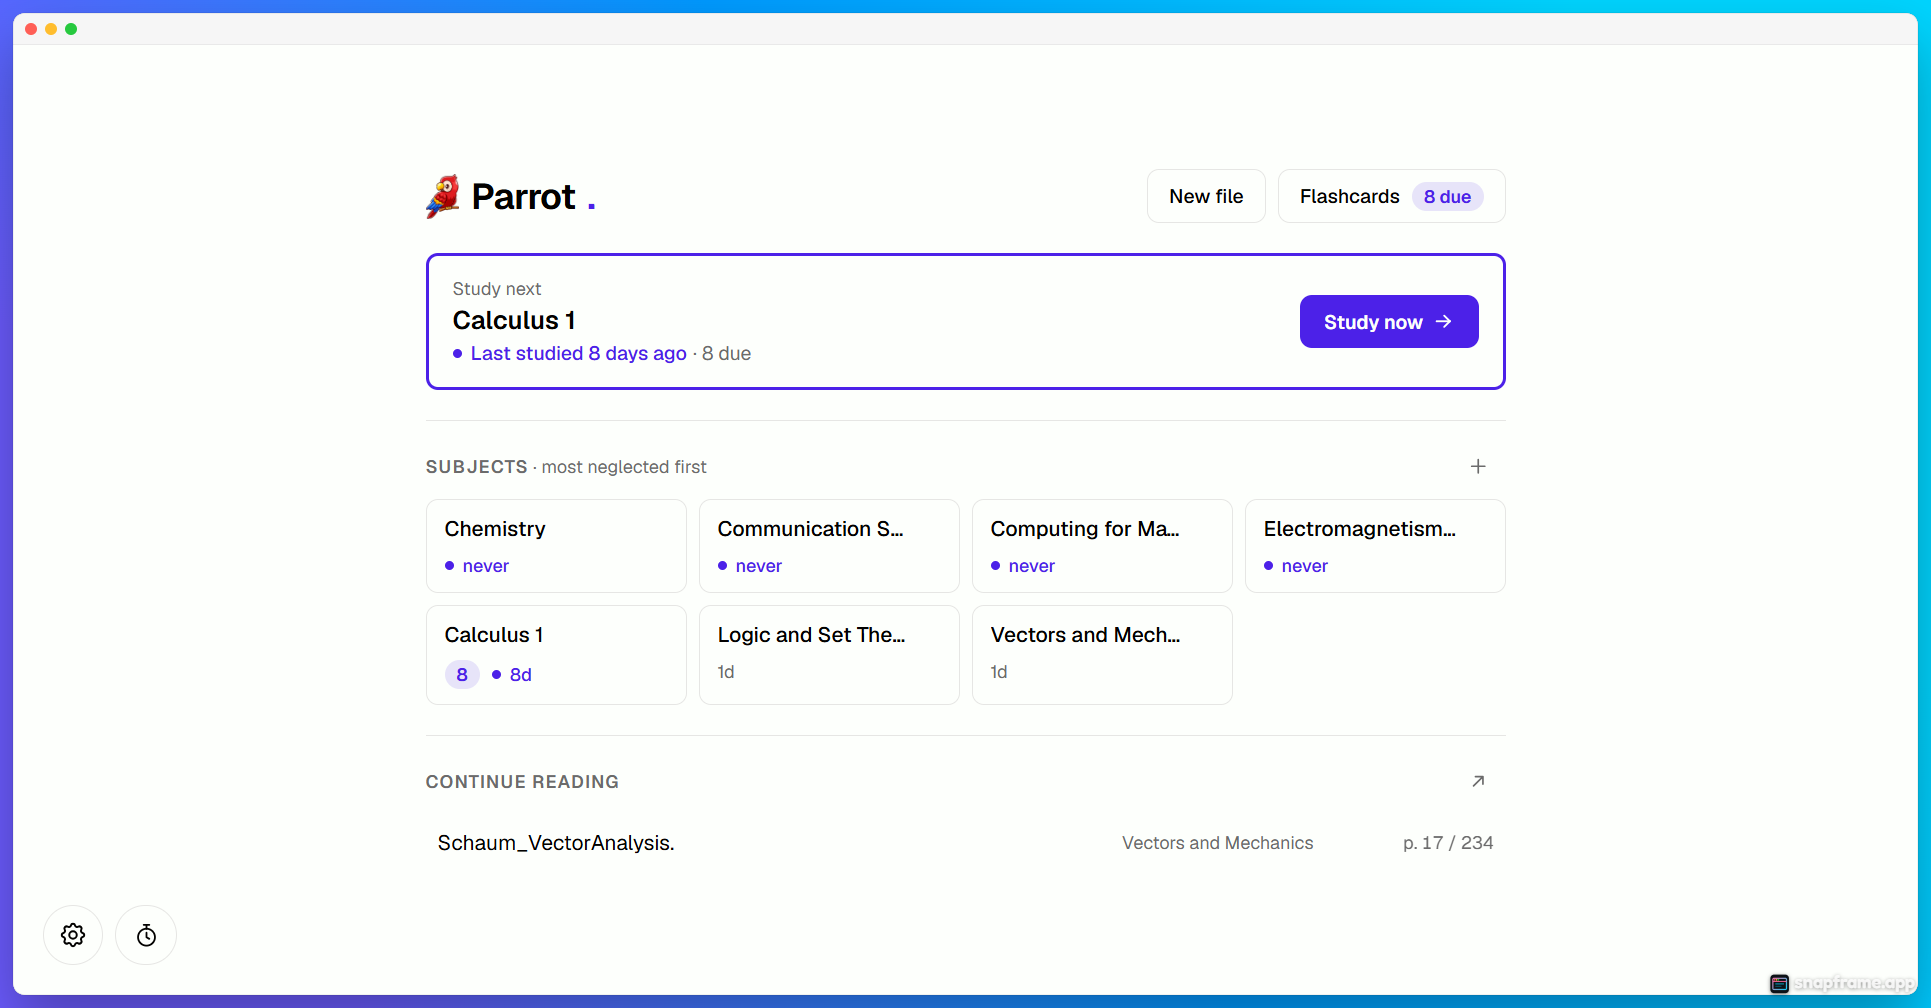 Parrot .
New file
Flashcards 8 due
Study next
Calculus 1
Last studied 8 days ago · 8 due
Study now →
SUBJECTS · most neglected first
Chemistry
never
Communication S...
never
Computing for Ma...
never
Electromagnetism...
never
Calculus 1
8 8d
Logic and Set The...
1d
Vectors and Mech...
1d
CONTINUE READING
Schaum_VectorAnalysis. Vectors and Mechanics p. 17 / 234
snapframe.app